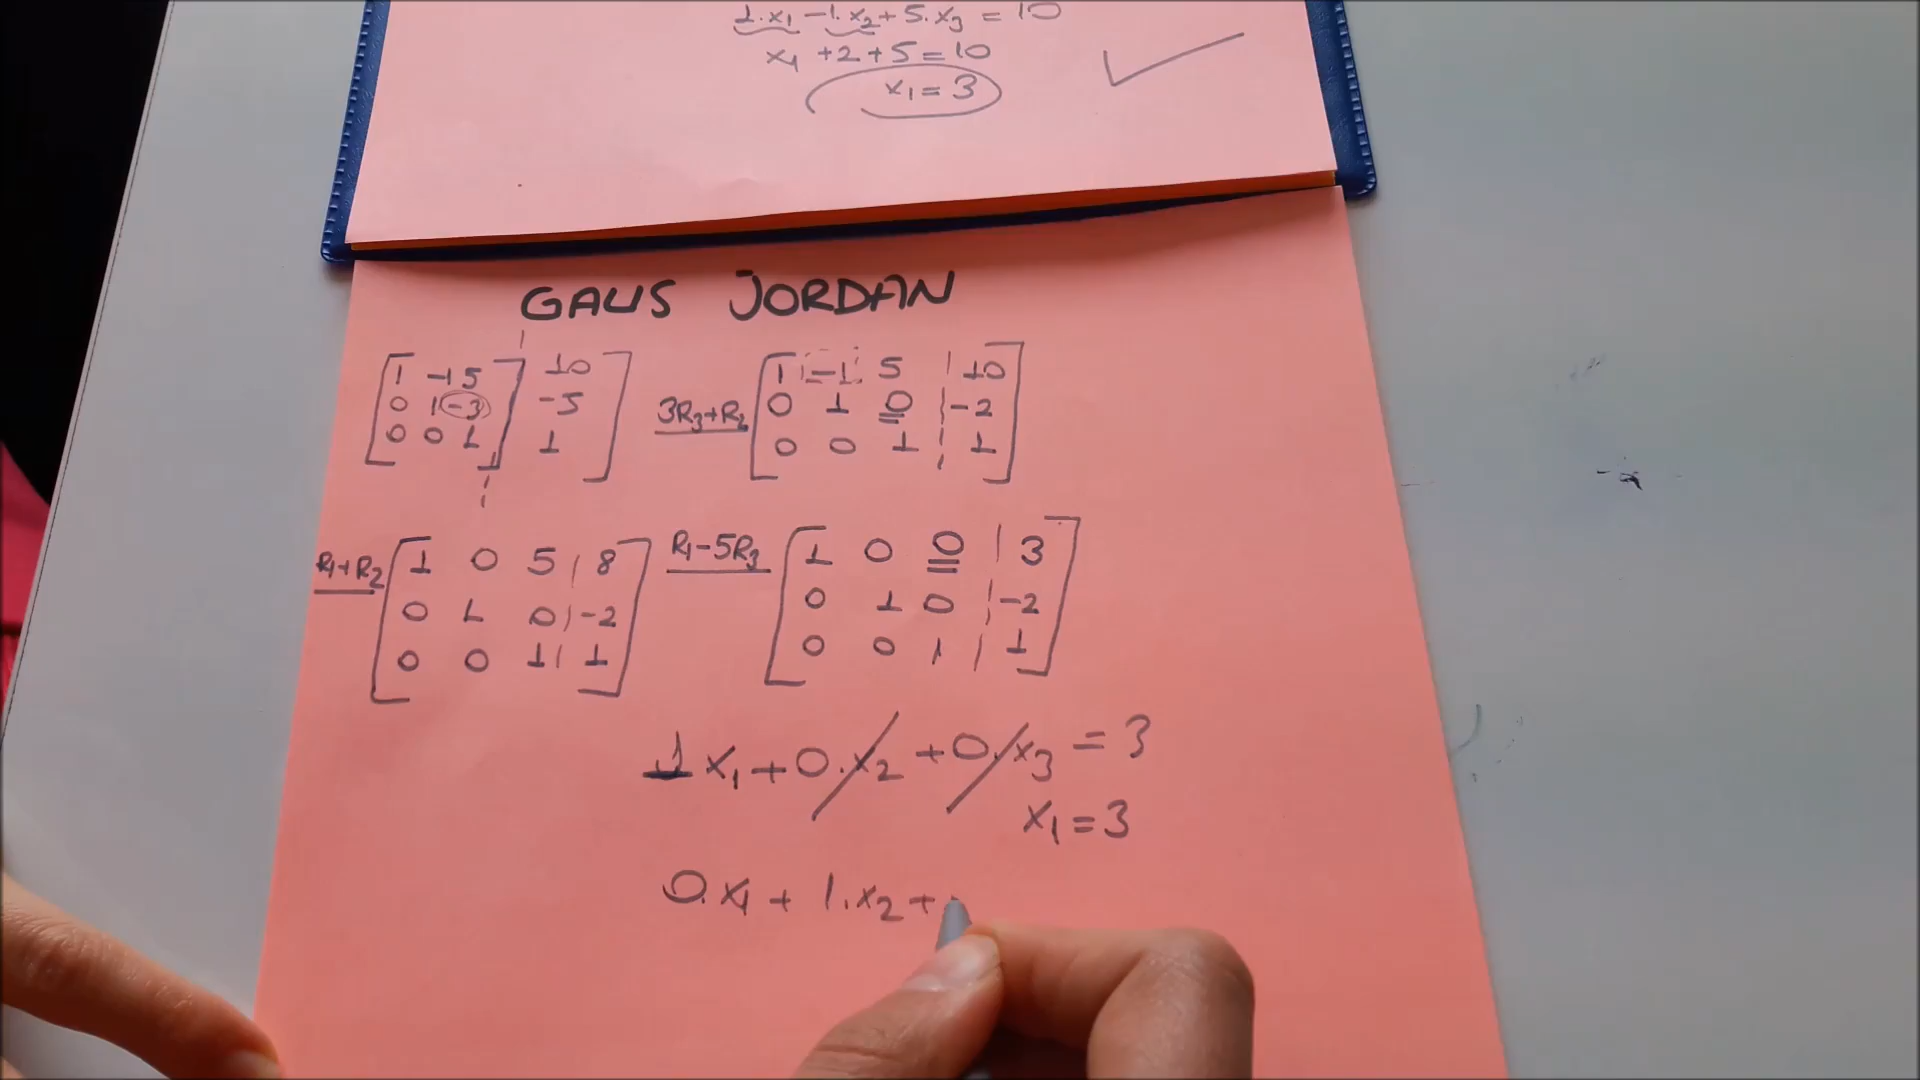 1.x1 -1.x2 + 5.x3 = 10
x1 +2 +5 = 10
x1 = 3
GAUS JORDAN
1 -1 5 | 10
0 1 -3 | -5
0 0 1 | 1
3R3+R2
1 -1 5 | 10
0 1 0 | -2
0 0 1 | 1
R1+R2
1 0 5 | 8
0 1 0 | -2
0 0 1 | 1
R1-5R3
1 0 0 | 3
0 1 0 | -2
0 0 1 | 1
1 x1 + 0.x2 + 0.x3 = 3
x1 = 3
0.x1 + 1.x2 +